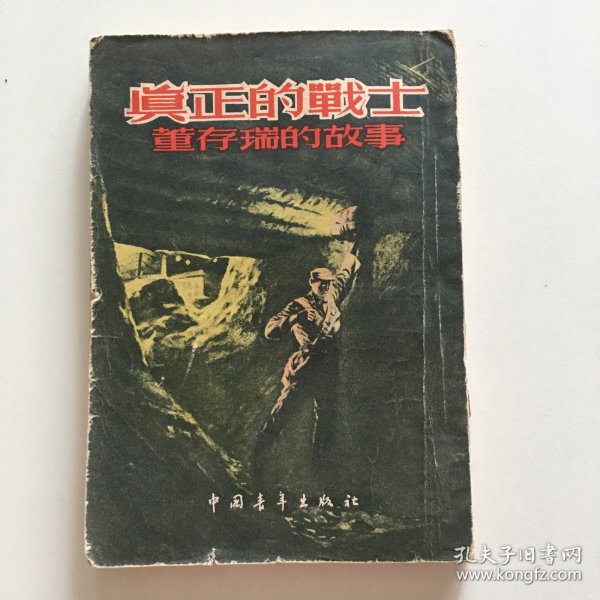 眞正的戰士
董存瑞的故事
中国青年出版社
孔夫子旧书网
www.kongfz.com